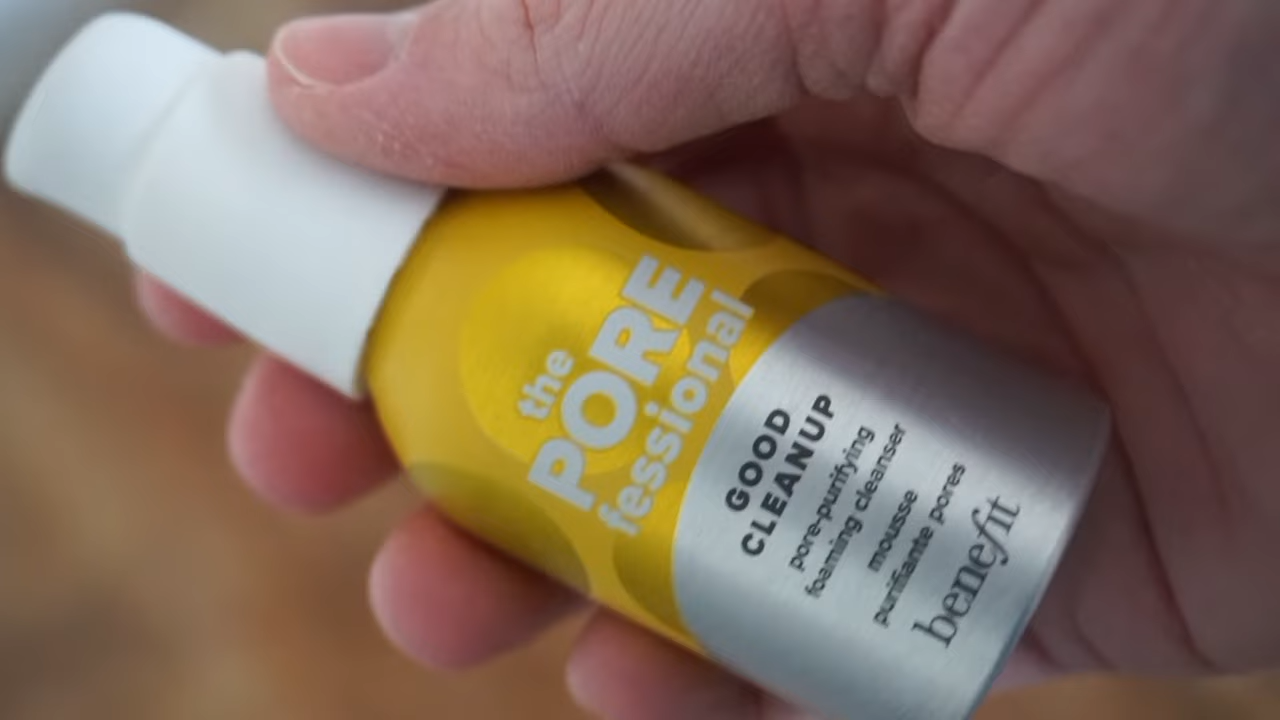 the
PORE
fessional
GOOD
CLEANUP
pore-purifying
foaming cleanser
mousse
purifiante pores
benefit